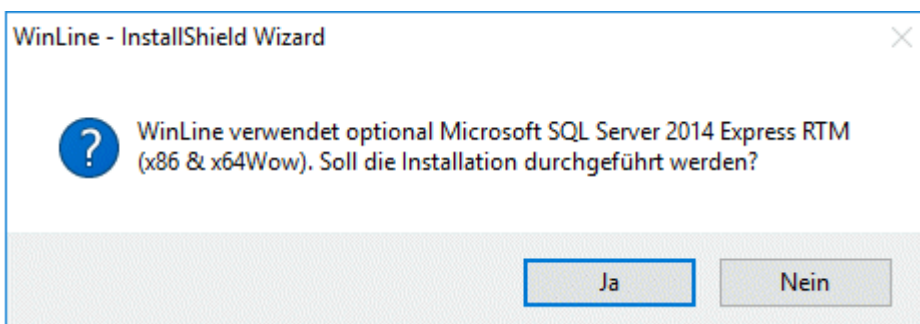 WinLine - InstallShield Wizard
WinLine verwendet optional Microsoft SQL Server 2014 Express RTM
(x86 & x64Wow). Soll die Installation durchgeführt werden?
Ja
Nein